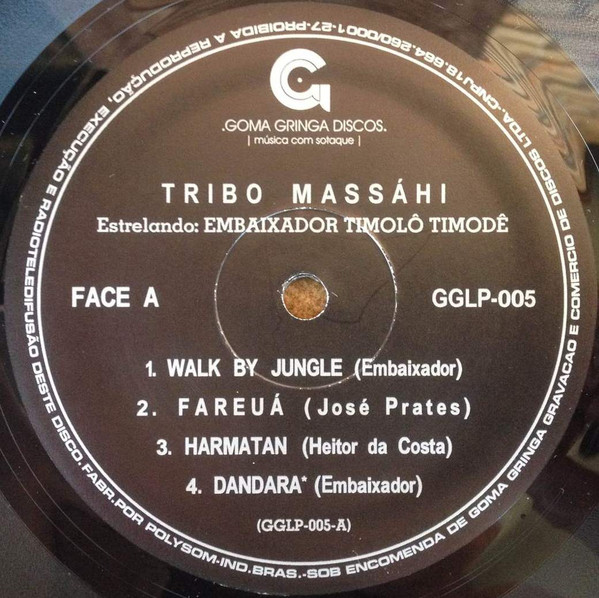 G
.GOMA GRINGA DISCOS.
| música com sotaque |
TRIBO MASSÁHI
Estrelando: EMBAIXADOR TIMOLÔ TIMODÊ
FACE A
GGLP-005
1. WALK BY JUNGLE (Embaixador)
2. FAREUÁ (José Prates)
3. HARMATAN (Heitor da Costa)
4. DANDARA* (Embaixador)
(GGLP-005-A)
PROIBIDA A REPRODUÇÃO, EXECUÇÃO E RADIOTELEDIFUSÃO DESTE DISCO. FABR. POR POLYSOM-IND. BRAS.-SOB ENCOMENDA DE GOMA GRINGA GRAVACAO E COMERCIO DE DISCOS LTDA.-CNPJ 18.664.260/0001-27-